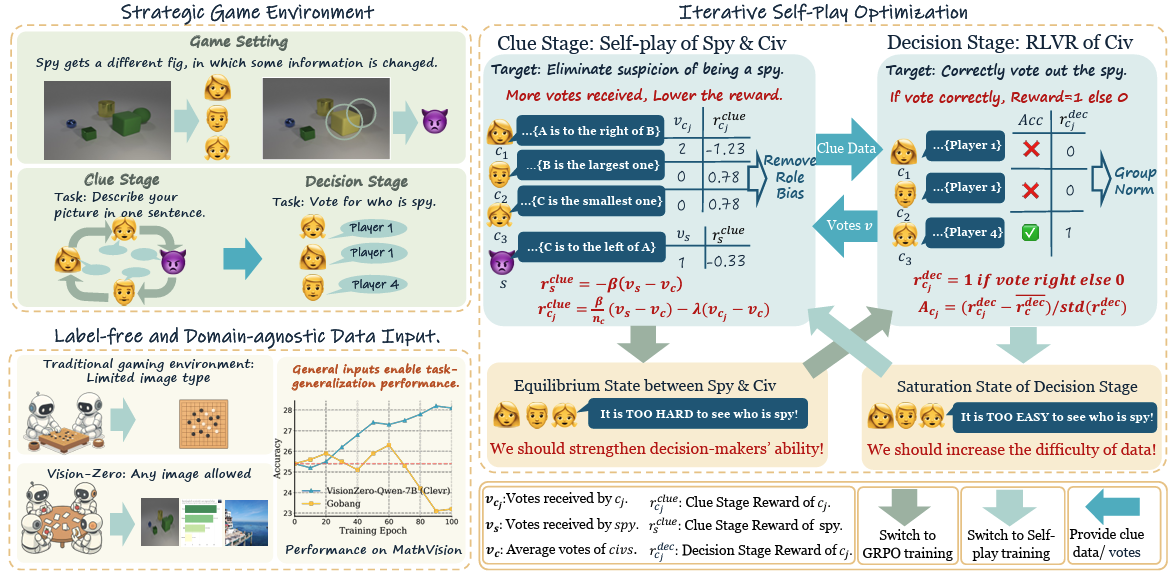 Strategic Game Environment
Game Setting
Spy gets a different fig, in which some information is changed.
Clue Stage
Task: Describe your
picture in one sentence.
Decision Stage
Task: Vote for who is spy.
Player 1
Player 1
Player 4
Label-free and Domain-agnostic Data Input.
Traditional gaming environment:
Limited image type
Vision-Zero: Any image allowed
General inputs enable task-
generalization performance.
Accuracy
28
27
26
25
24
23
VisionZero-Qwen-7B (Clevr)
Gobang
0 20 40 60 80 100
Training Epoch
Performance on MathVision
Iterative Self-Play Optimization
Clue Stage: Self-play of Spy & Civ
Target: Eliminate suspicion of being a spy.
More votes received, Lower the reward.
v_{c_j} r_{c_j}^{clue}
c_1 ...{A is to the right of B} 2 -1.23
c_2 ...{B is the largest one} 0 0.78
c_3 ...{C is the smallest one} 0 0.78
v_s r_s^{clue}
s ...{C is to the left of A} 1 -0.33
Remove
Role
Bias
r_s^{clue} = −β(v_s − v_c)
r_{c_j}^{clue} = \frac{β}{n_c}(v_s − v_c) − λ(v_{c_j} − v_c)
Clue Data
Votes v
Decision Stage: RLVR of Civ
Target: Correctly vote out the spy.
If vote correctly, Reward=1 else 0
Acc r_{c_j}^{dec}
c_1 ...{Player 1} ❌ 0
c_2 ...{Player 1} ❌ 0
c_3 ...{Player 4} ✅ 1
Group
Norm
r_{c_j}^{dec} = 1 if vote right else 0
A_{c_j} = (r_{c_j}^{dec} − \overline{r_c^{dec}})/std(r_c^{dec})
Equilibrium State between Spy & Civ
It is TOO HARD to see who is spy!
We should strengthen decision-makers' ability!
Saturation State of Decision Stage
It is TOO EASY to see who is spy!
We should increase the difficulty of data!
v_{c_j}:Votes received by c_j.
r_{c_j}^{clue}: Clue Stage Reward of c_j.
v_s: Votes received by spy.
r_s^{clue}: Clue Stage Reward of spy.
v_c: Average votes of civs.
r_{c_j}^{dec}: Decision Stage Reward of c_j.
Switch to
GRPO training
Switch to Self-
play training
Provide clue
data/ votes